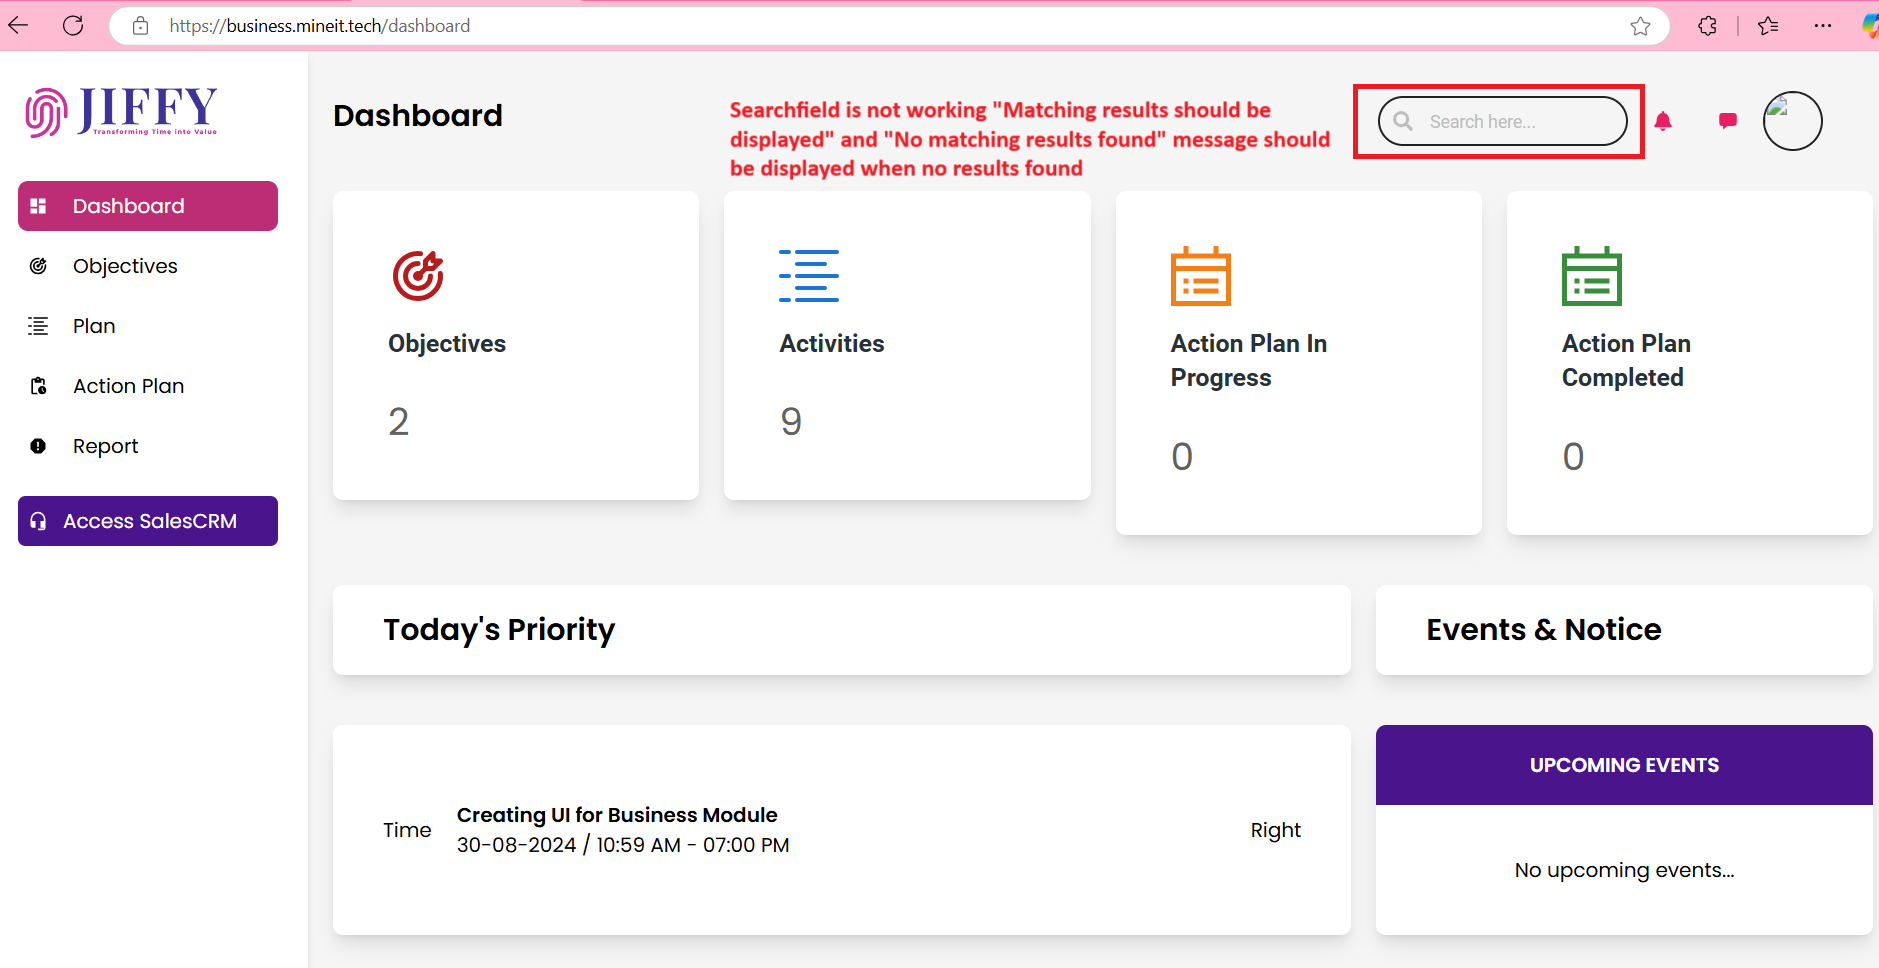 https://business.mineit.tech/dashboard
JIFFY
Transforming Time into Value
Dashboard
Searchfield is not working "Matching results should be
displayed" and "No matching results found" message should
be displayed when no results found
Search here...
Dashboard
Objectives
Plan
Action Plan
Report
Access SalesCRM
Objectives
2
Activities
9
Action Plan In
Progress
0
Action Plan
Completed
0
Today's Priority
Events & Notice
Time
Creating UI for Business Module
30-08-2024 / 10:59 AM - 07:00 PM
Right
UPCOMING EVENTS
No upcoming events...